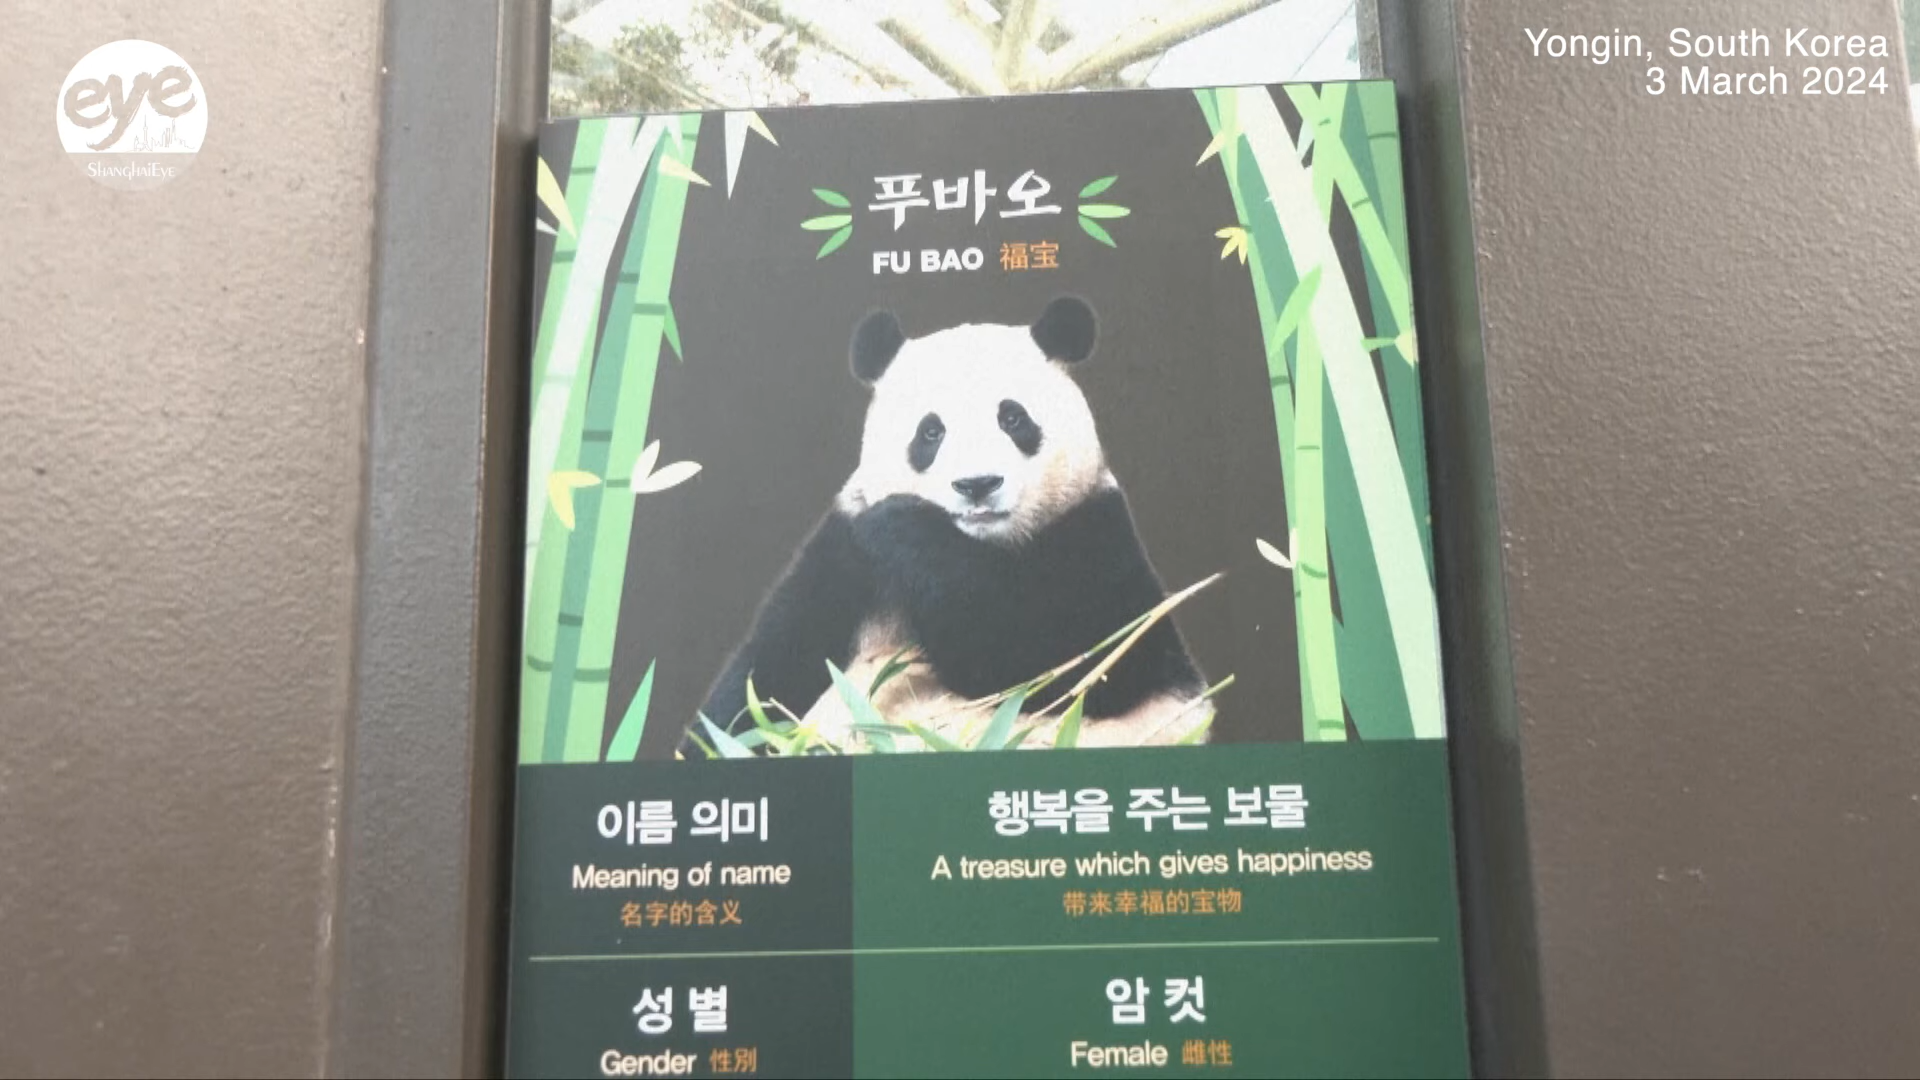 eye
SHANGHAIEYE
Yongin, South Korea
3 March 2024
푸바오
FU BAO 福宝
이름 의미
Meaning of name
名字的含义
행복을 주는 보물
A treasure which gives happiness
带来幸福的宝物
성별
Gender 性别
암컷
Female 雌性